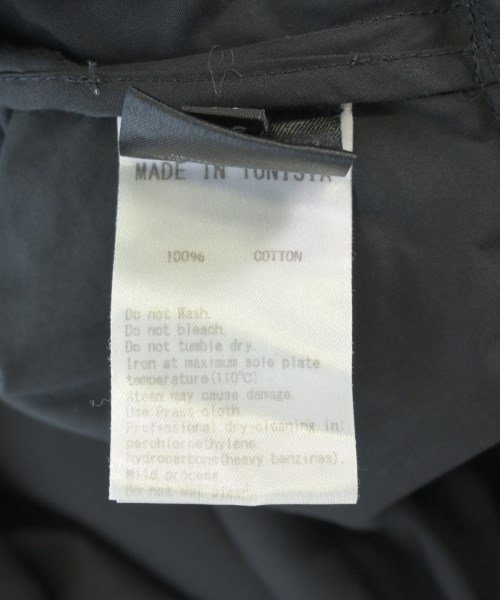 MADE IN TUNISIA
100% COTTON
Do not Wash.
Do not bleach.
Do not tumble dry.
Iron at maximum sole plate
temperature(110℃)
Steam may cause damage.
Use Press-cloth.
Professional dry-cleaning in:
perchloroethylene.
hydrocarbons(heavy benzines).
Mild process.
Do not